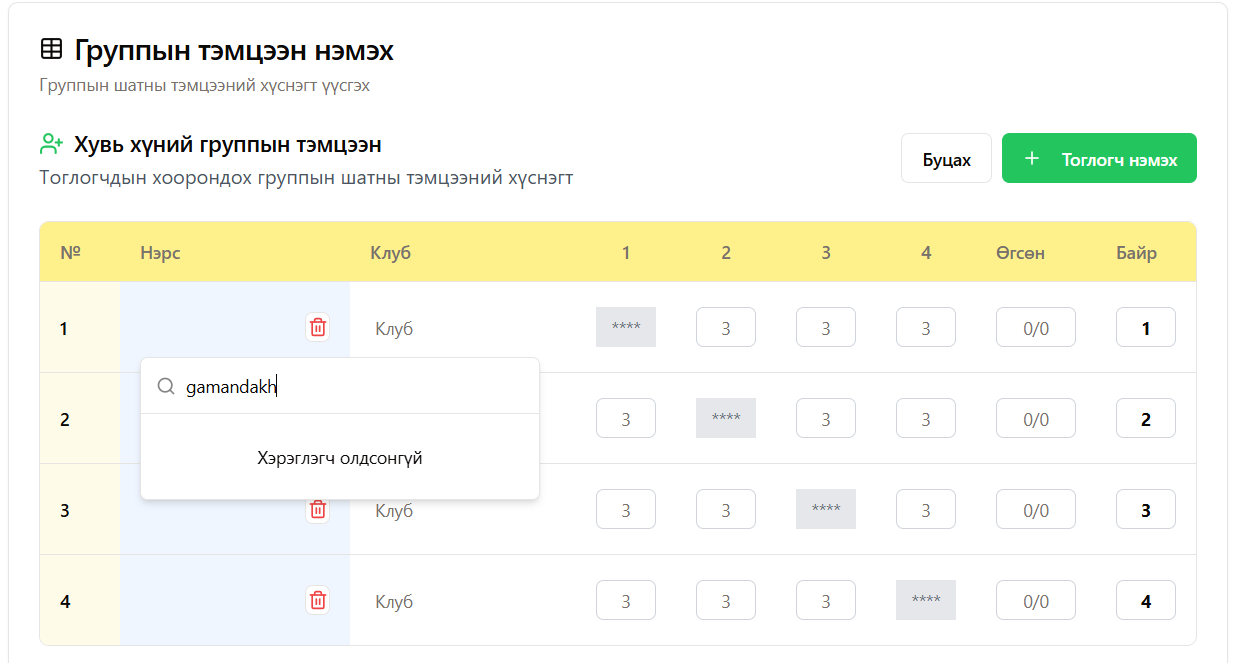 Группын тэмцээн нэмэх
Группын шатны тэмцээний хүснэгт үүсгэх
Хувь хүний группын тэмцээн
Тоглогчдын хоорондох группын шатны тэмцээний хүснэгт
Буцах
+ Тоглогч нэмэх
№ Нэрс Клуб 1 2 3 4 Өгсөн Байр
1 Клуб **** 3 3 3 0/0 1
gamandakh
2 3 **** 3 3 0/0 2
Хэрэглэгч олдсонгүй
3 Клуб 3 3 **** 3 0/0 3
4 Клуб 3 3 3 **** 0/0 4